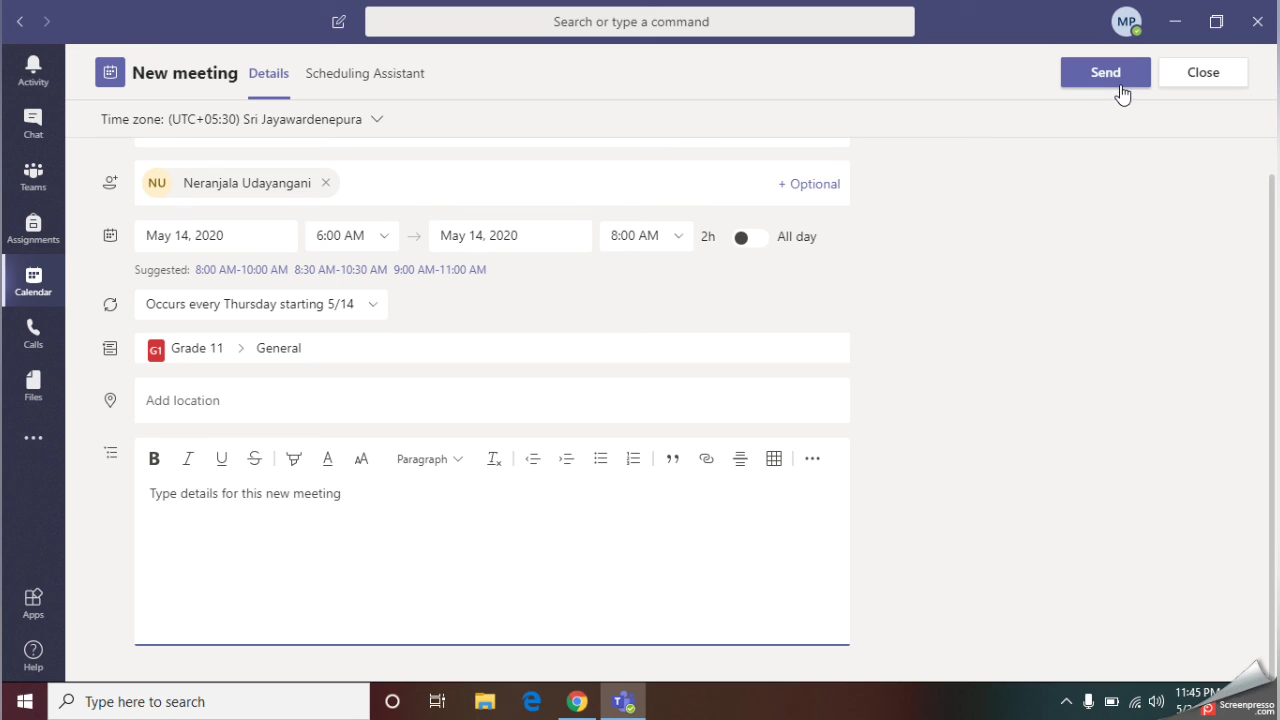 Search or type a command
MP
New meeting Details Scheduling Assistant
Send Close
Time zone: (UTC+05:30) Sri Jayawardenepura
Activity
Chat
Teams
Assignments
Calendar
Calls
Files
Apps
Help
NU Neranjala Udayangani + Optional
May 14, 2020 6:00 AM May 14, 2020 8:00 AM 2h All day
Suggested: 8:00 AM-10:00 AM 8:30 AM-10:30 AM 9:00 AM-11:00 AM
Occurs every Thursday starting 5/14
G1 Grade 11 > General
Add location
B I U S A AA Paragraph Tx
Type details for this new meeting
Type here to search
11:45 PM
Screenpresso
.com